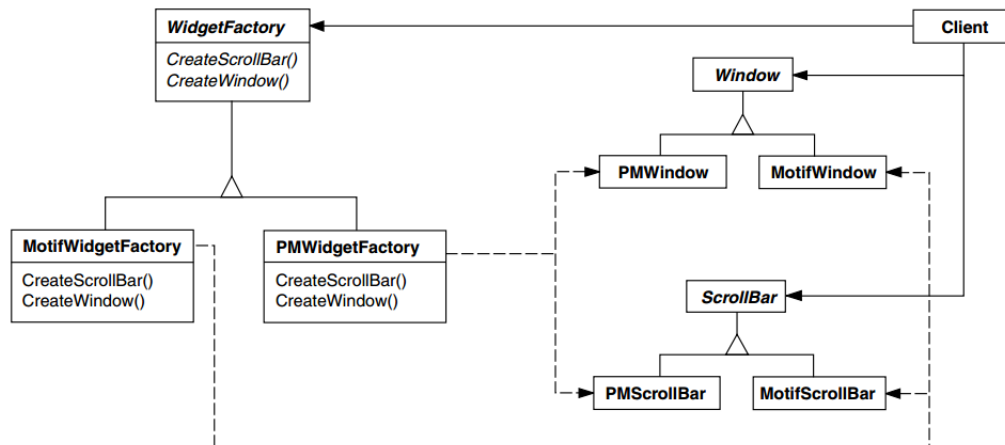 WidgetFactory
CreateScrollBar()
CreateWindow()
Client
Window
PMWindow
MotifWindow
MotifWidgetFactory
CreateScrollBar()
CreateWindow()
PMWidgetFactory
CreateScrollBar()
CreateWindow()
ScrollBar
PMScrollBar
MotifScrollBar